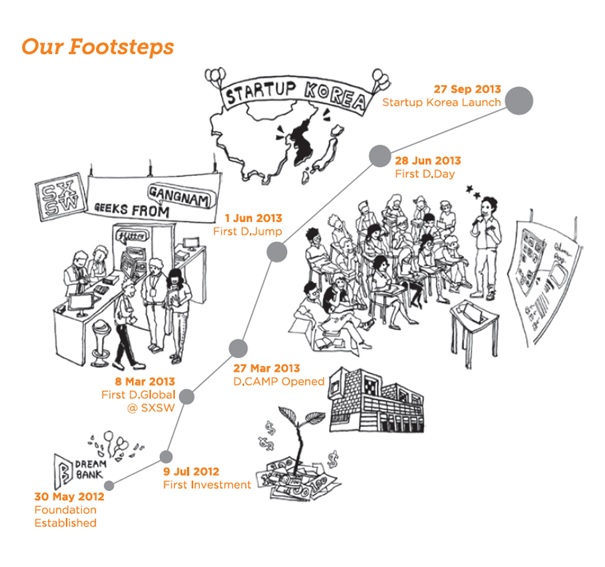 Our Footsteps
STARTUP KOREA
27 Sep 2013
Startup Korea Launch
28 Jun 2013
First D.Day
SXSW
GEEKS FROM GANGNAM
1 Jun 2013
First D.Jump
27 Mar 2013
D.CAMP Opened
8 Mar 2013
First D.Global
@ SXSW
DREAM
BANK
9 Jul 2012
First Investment
30 May 2012
Foundation
Established